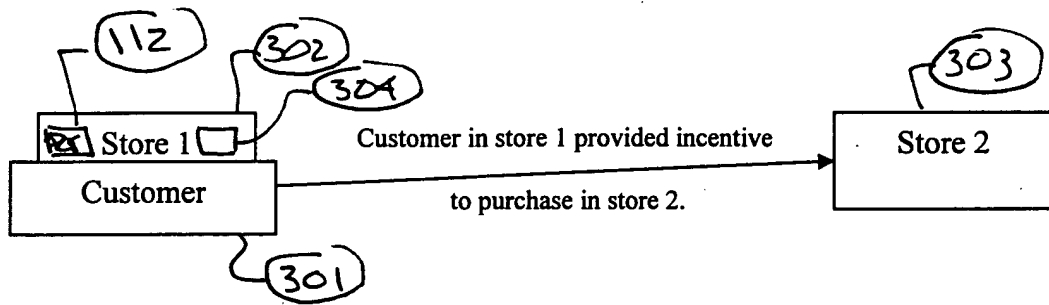 112
302
304
303
Store 1
Customer in store 1 provided incentive
Store 2
Customer
to purchase in store 2.
301